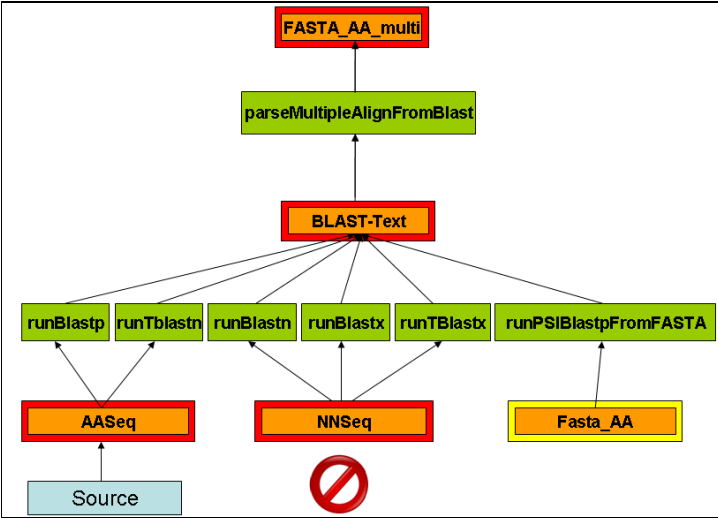 FASTA_AA_multi
parseMultipleAlignFromBlast
BLAST-Text
runBlastp runTblastn runBlastn runBlastx runTBlastx runPSIBlastpFromFASTA
AASeq NNSeq Fasta_AA
Source